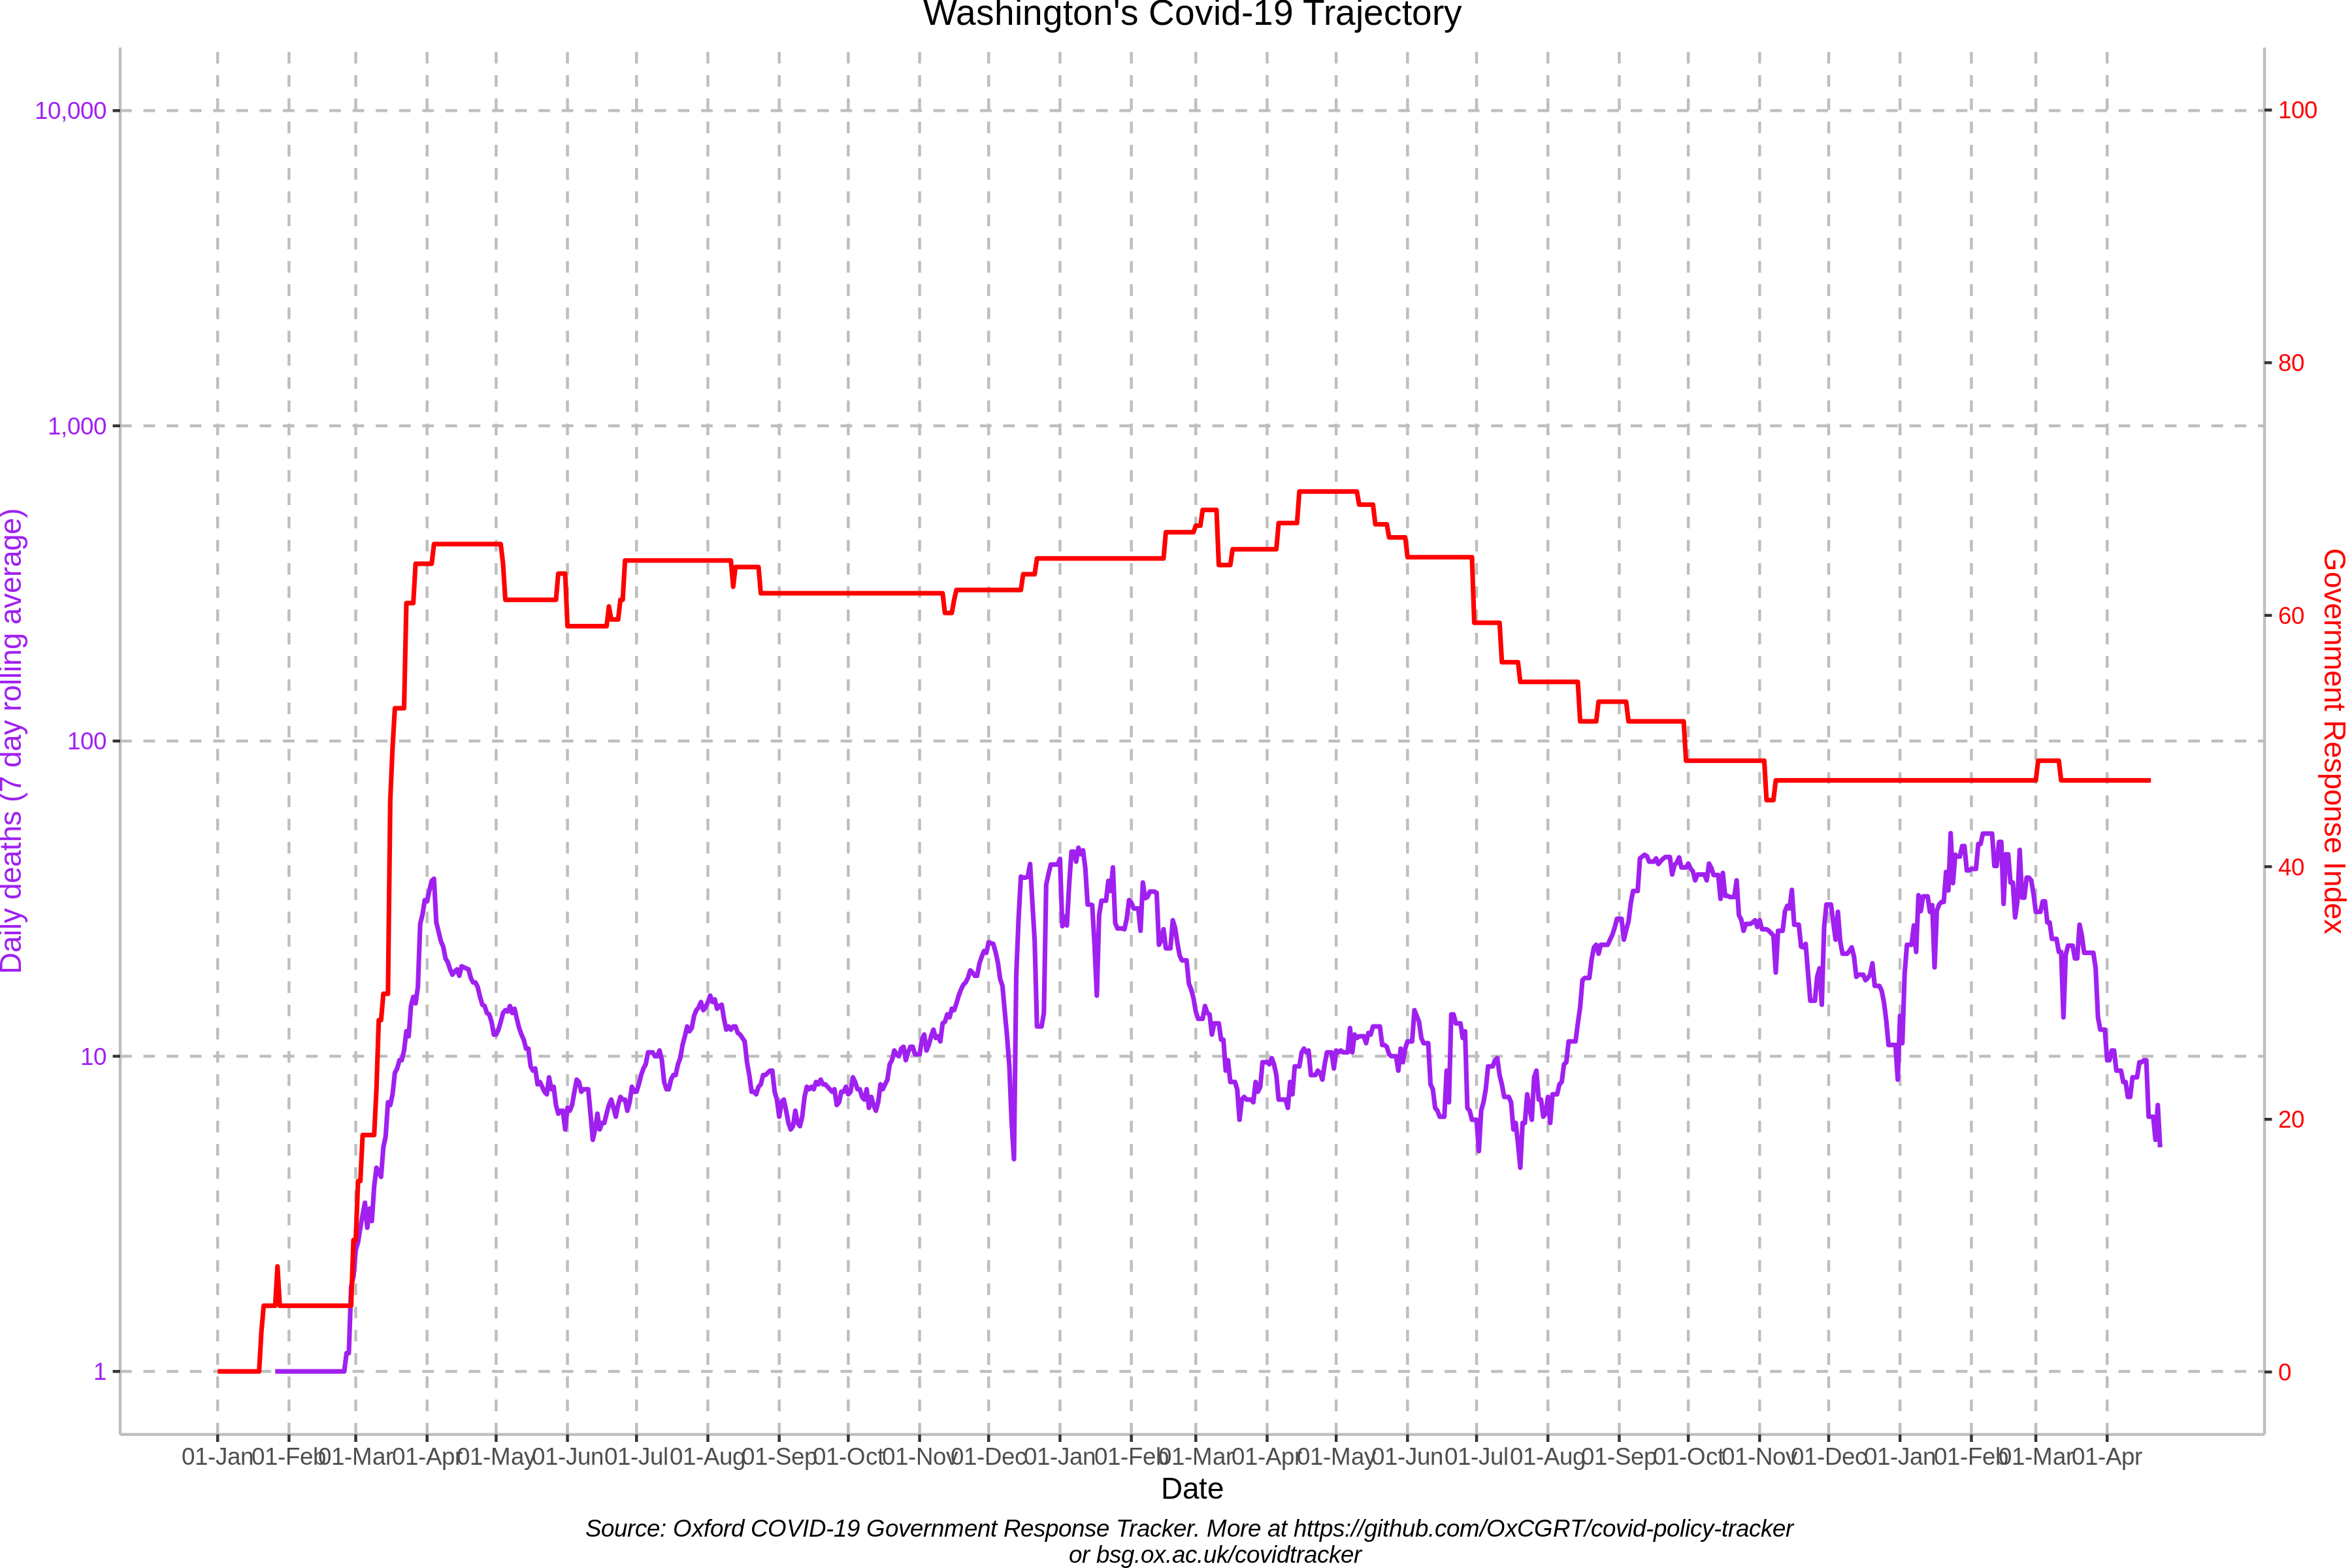 Washington's Covid-19 Trajectory
10,000
1,000
100
10
1
Daily deaths (7 day rolling average)
100
80
60
40
20
0
Government Response Index
01-Jan 01-Feb 01-Mar 01-Apr 01-May 01-Jun 01-Jul 01-Aug 01-Sep 01-Oct 01-Nov 01-Dec 01-Jan 01-Feb 01-Mar 01-Apr 01-May 01-Jun 01-Jul 01-Aug 01-Sep 01-Oct 01-Nov 01-Dec 01-Jan 01-Feb 01-Mar 01-Apr
Date
Source: Oxford COVID-19 Government Response Tracker. More at https://github.com/OxCGRT/covid-policy-tracker
or bsg.ox.ac.uk/covidtracker